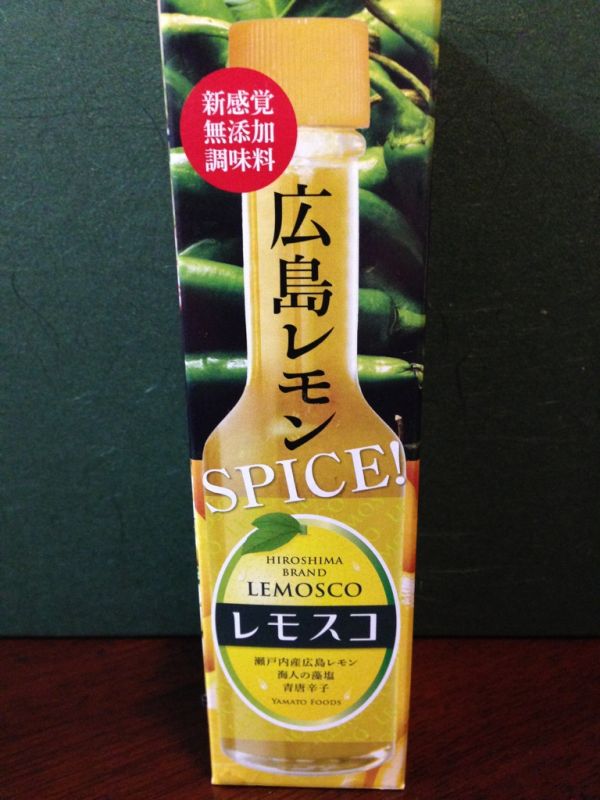 新感覚
無添加
調味料
広島レモン
SPICE!
HIROSHIMA
BRAND
LEMOSCO
レモスコ
瀬戸内産広島レモン
海人の藻塩
青唐辛子
YAMATO FOODS